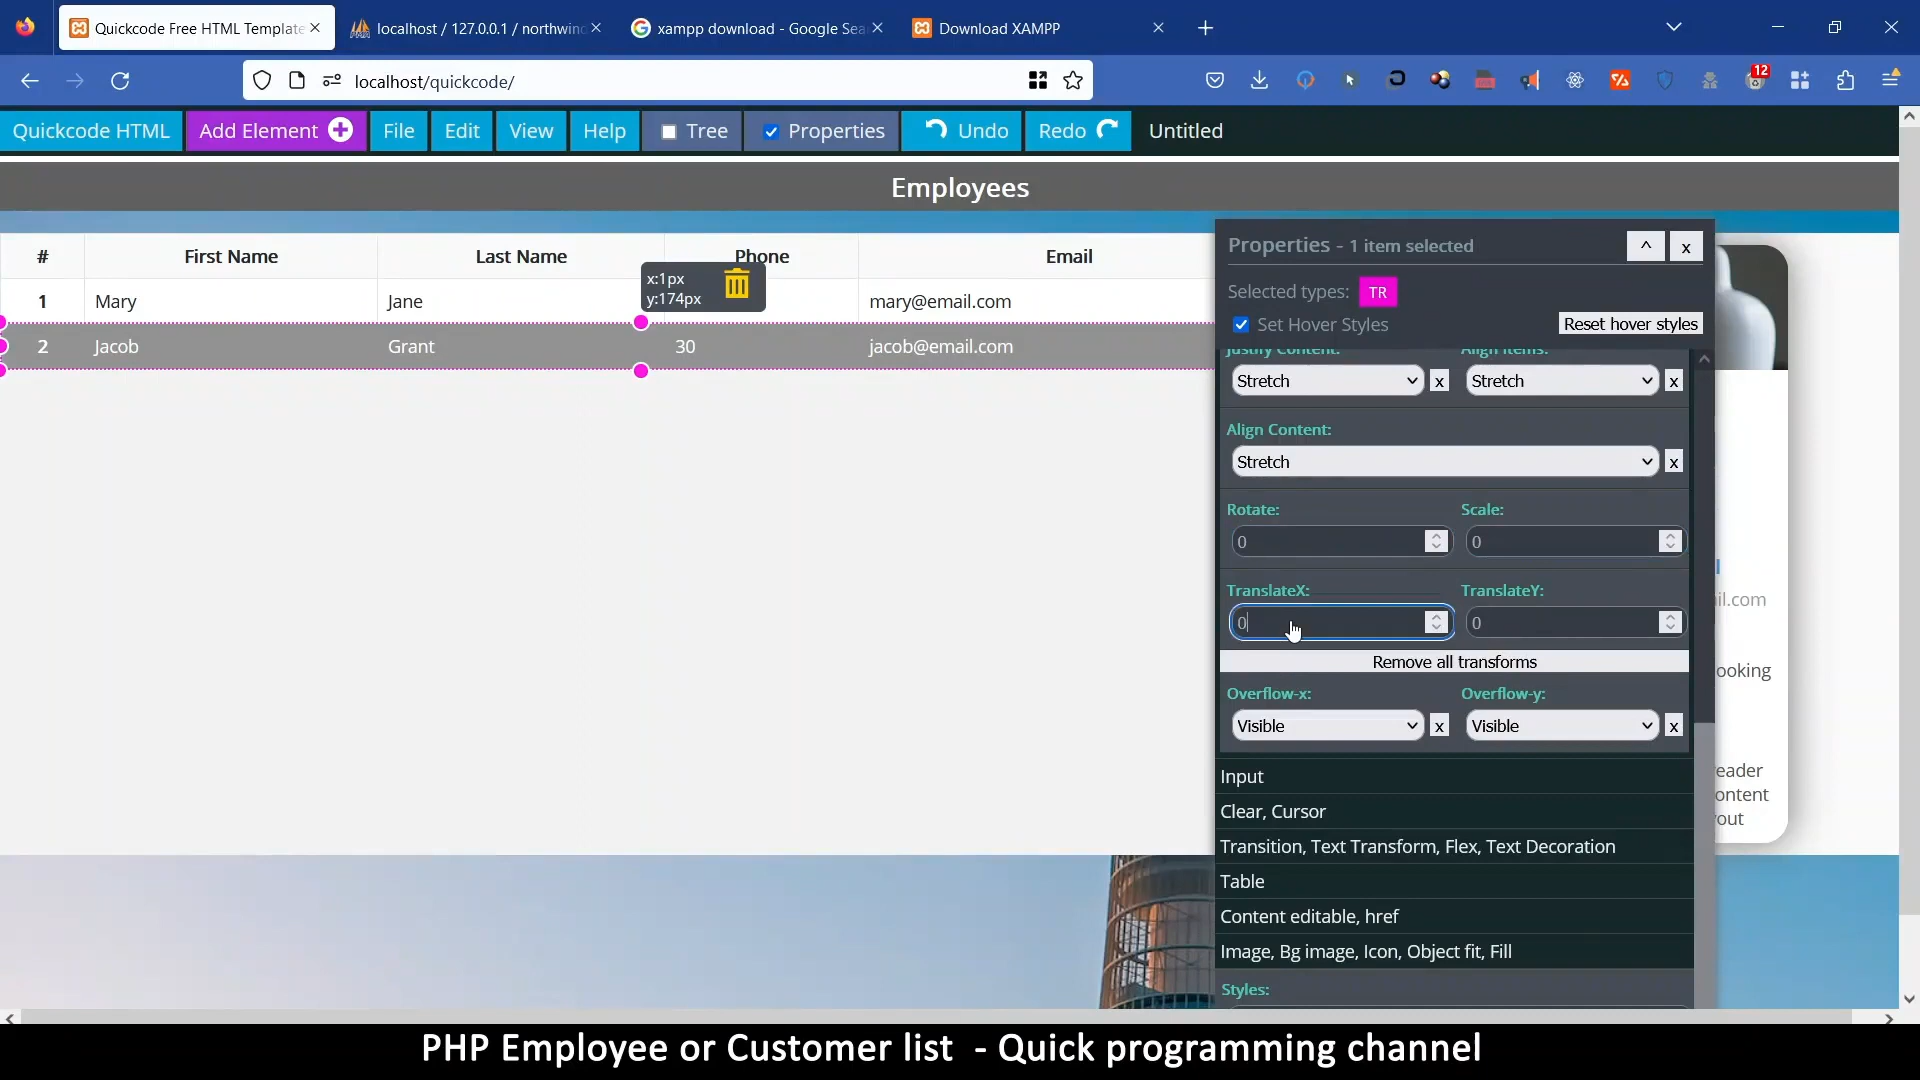 Quickcode Free HTML Template
localhost / 127.0.0.1 / northwind
xampp download - Google Sea
Download XAMPP
localhost/quickcode/
12
Quickcode HTML
Add Element
File
Edit
View
Help
Tree
Properties
Undo
Redo
Untitled
Employees
# First Name Last Name Phone Email
1 Mary Jane mary@email.com
2 Jacob Grant 30 jacob@email.com
x:1px
y:174px
Properties - 1 item selected
^
x
Selected types: TR
Set Hover Styles
Reset hover styles
Justify Content: Align Items:
Stretch x Stretch x
Align Content:
Stretch x
Rotate: Scale:
0 0
TranslateX: TranslateY:
0 0
Remove all transforms
Overflow-x: Overflow-y:
Visible x Visible x
Input
Clear, Cursor
Transition, Text Transform, Flex, Text Decoration
Table
Content editable, href
Image, Bg image, Icon, Object fit, Fill
Styles:
il.com
ooking
eader
ontent
out
PHP Employee or Customer list - Quick programming channel